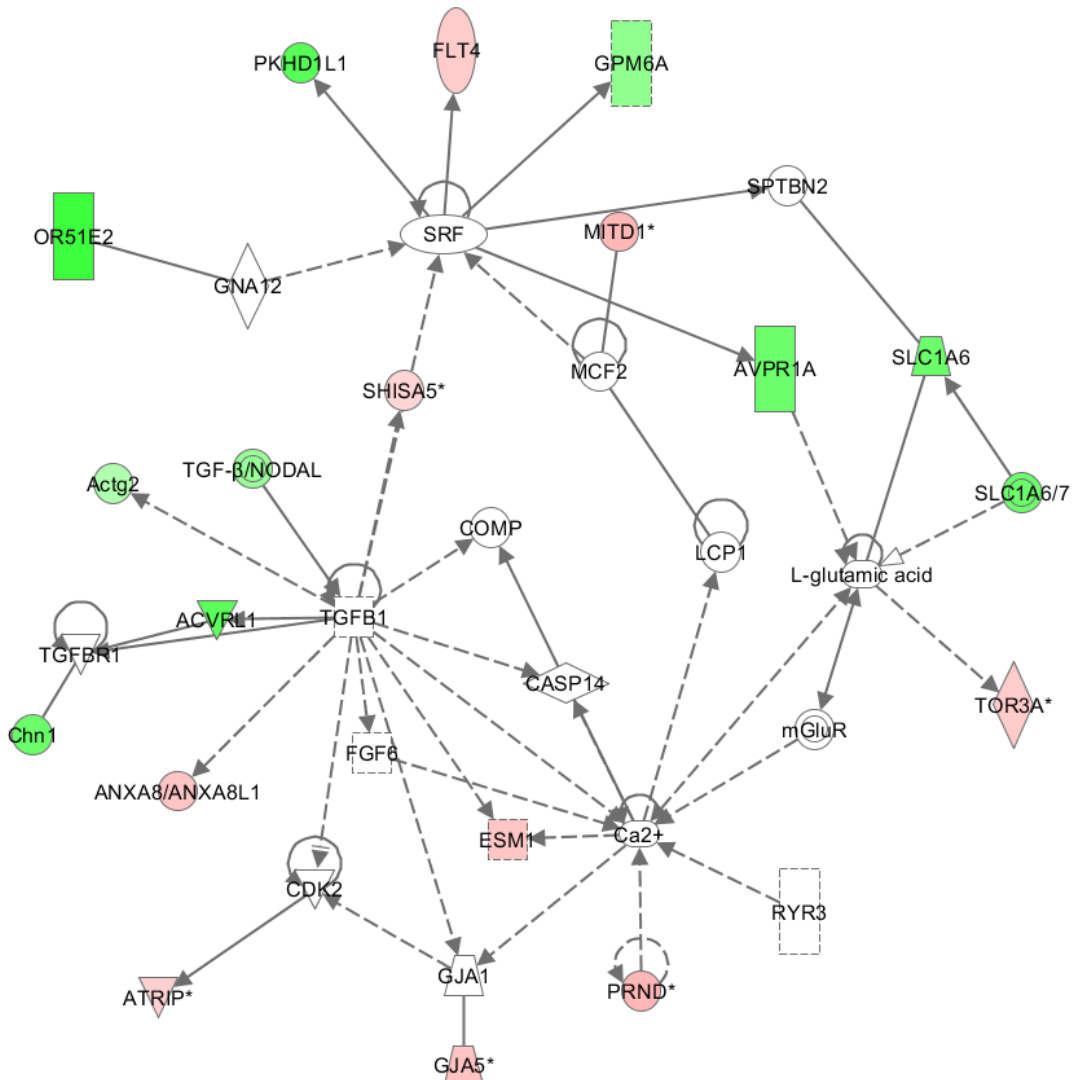 FLT4
PKHD1L1
GPM6A
SPTBN2
OR51E2
SRF
MITD1*
GNA12
SLC1A6
AVPR1A
MCF2
SHISA5*
TGF-β/NODAL
Actg2
SLC1A6/7
COMP
LCP1
L-glutamic acid
ACVRL1
TGFB1
TGFBR1
CASP14
TOR3A*
mGluR
Chn1
FGF6
ANXA8/ANXA8L1
ESM1
Ca2+
CDK2
RYR3
GJA1
PRND*
ATRIP*
GJA5*